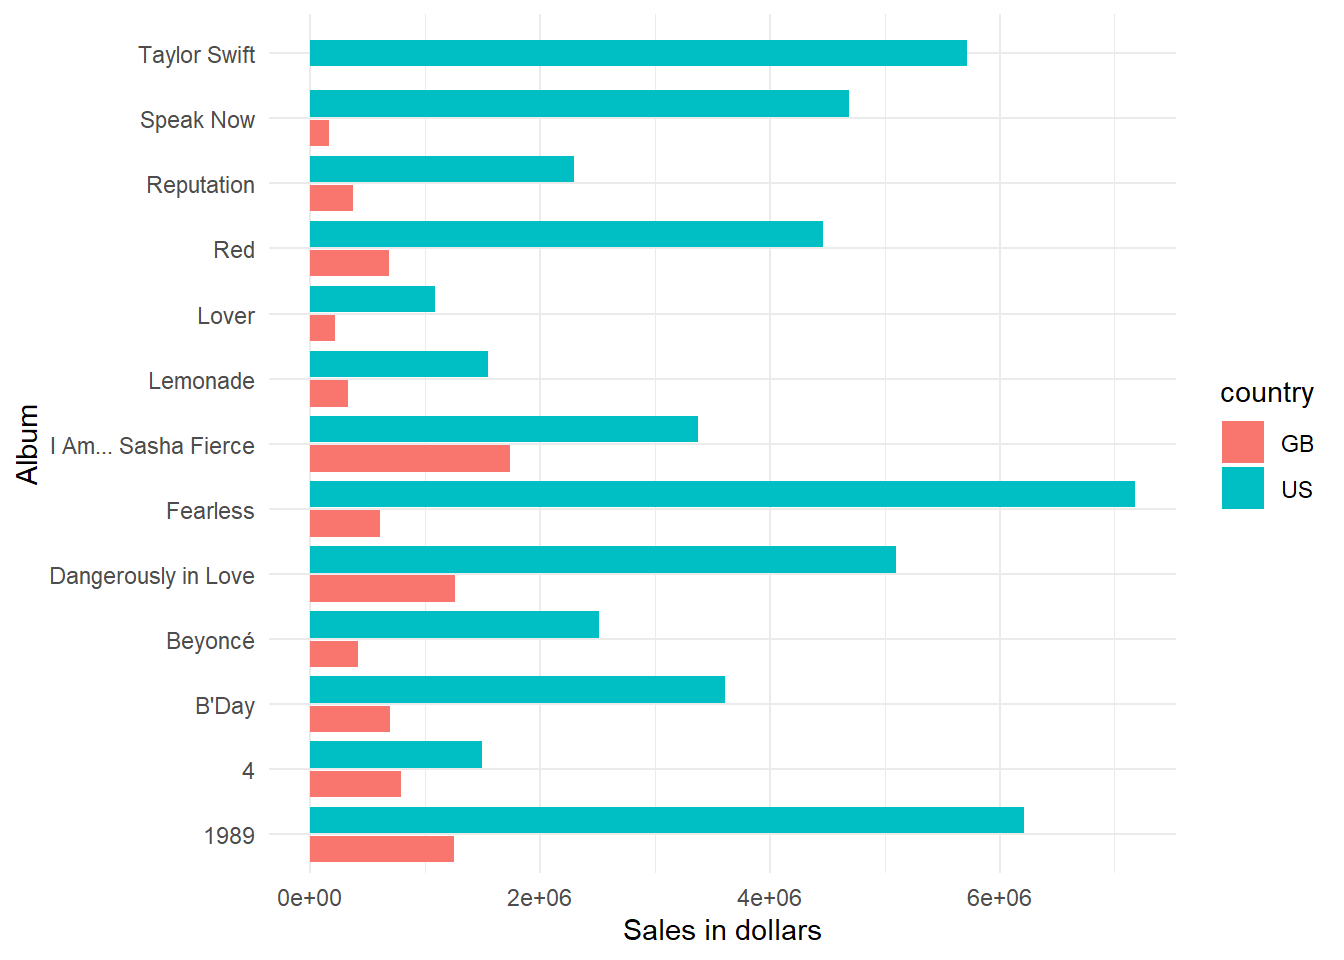 Taylor Swift
Speak Now
Reputation
Red
Lover
Lemonade
I Am... Sasha Fierce
Fearless
Dangerously in Love
Beyoncé
B'Day
4
1989
Album
0e+00 2e+06 4e+06 6e+06
Sales in dollars
country
GB
US